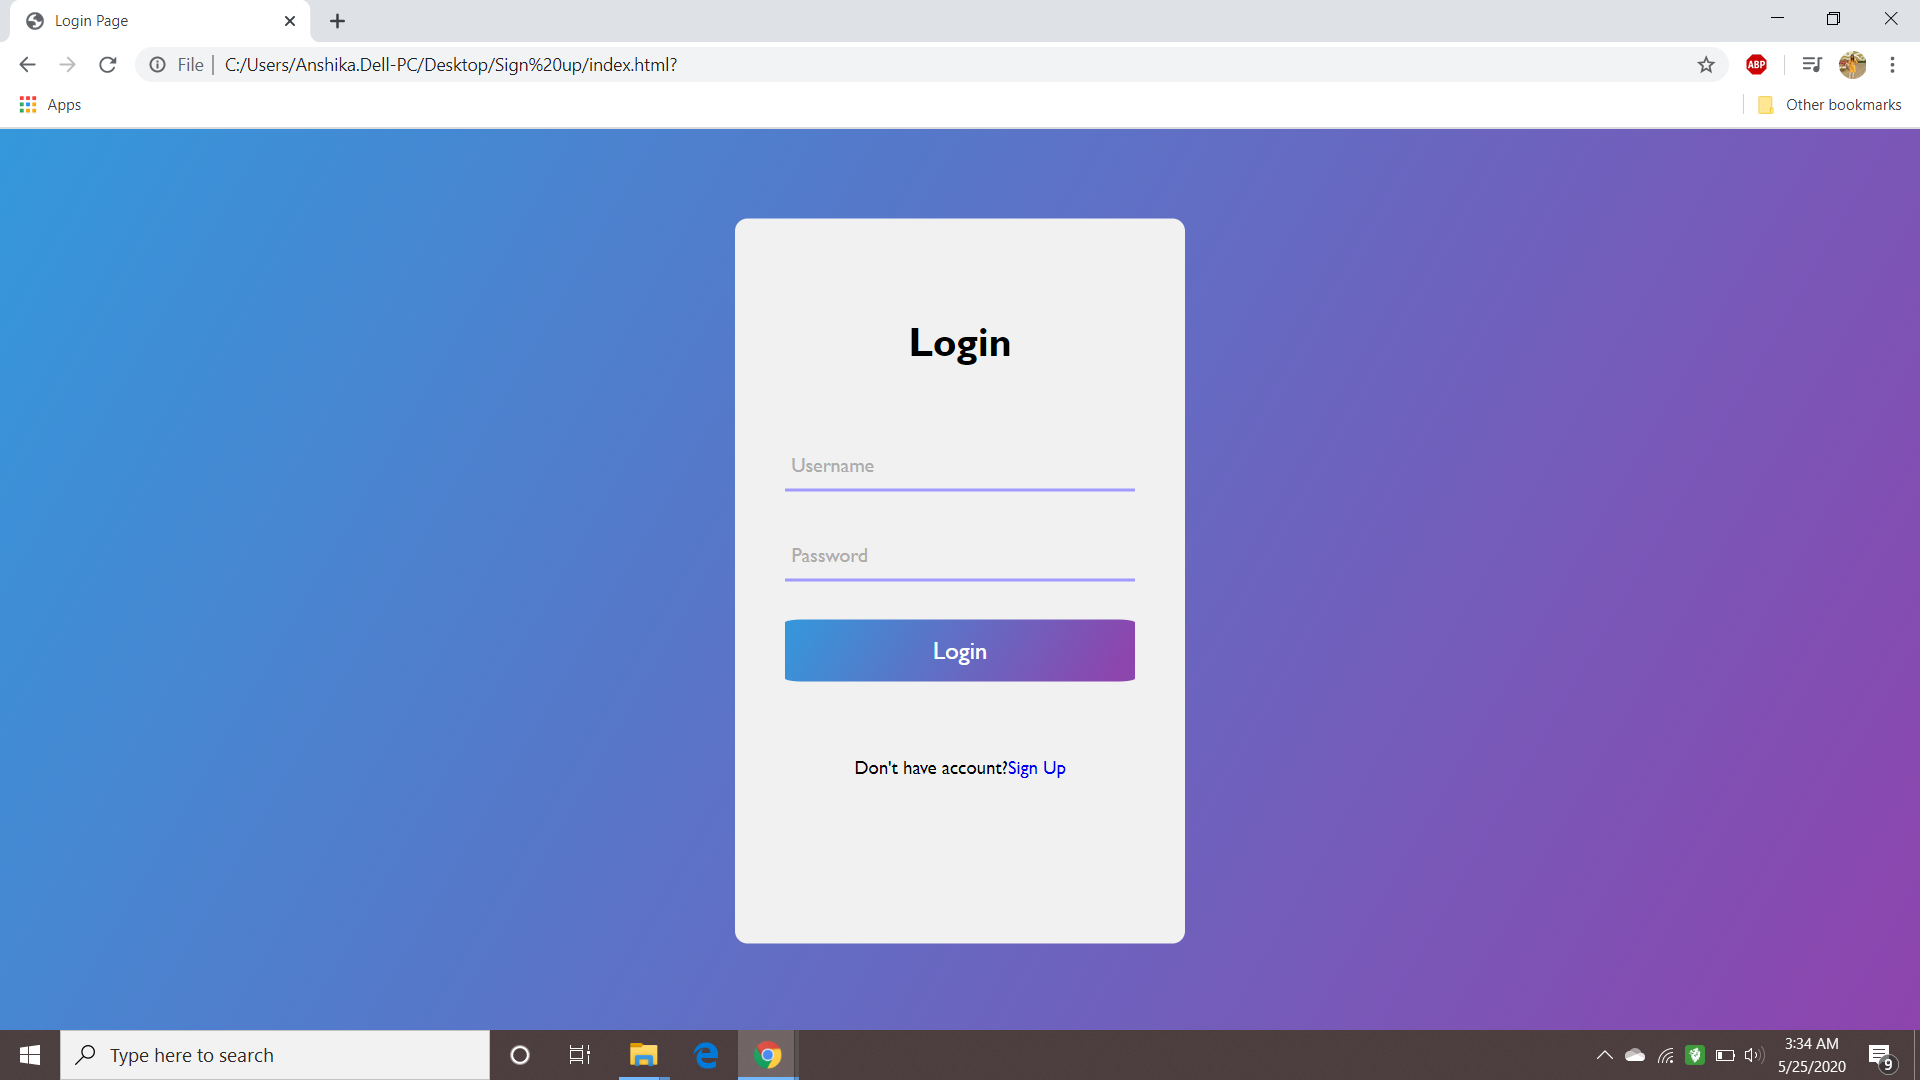 Login Page
File
C:/Users/Anshika.Dell-PC/Desktop/Sign%20up/index.html?
ABP
Apps
Other bookmarks
Login
Username
Password
Login
Don't have account?Sign Up
Type here to search
3:34 AM
5/25/2020
9